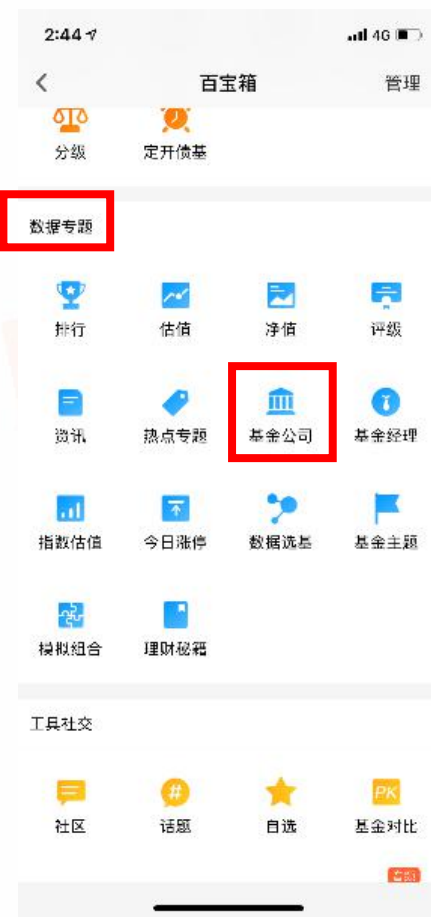 2:44
4G
百宝箱
管理
分级
定开债基
数据专题
排行
估值
净值
评级
资讯
热点专题
基金公司
基金经理
指数估值
今日涨停
数据选基
基金主题
模拟组合
理财秘籍
工具社交
PK
社区
#
话题
自选
基金对比